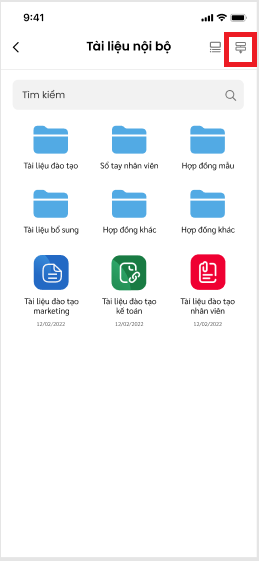 9:41
Tài liệu nội bộ
Tìm kiếm
Tài liệu đào tạo
Sổ tay nhân viên
Hợp đồng mẫu
Tài liệu bổ sung
Hợp đồng khác
Hợp đồng khác
Tài liệu đào tạo
marketing
12/02/2022
Tài liệu đào tạo
kế toán
12/02/2022
Tài liệu đào tạo
nhân viên
12/02/2022